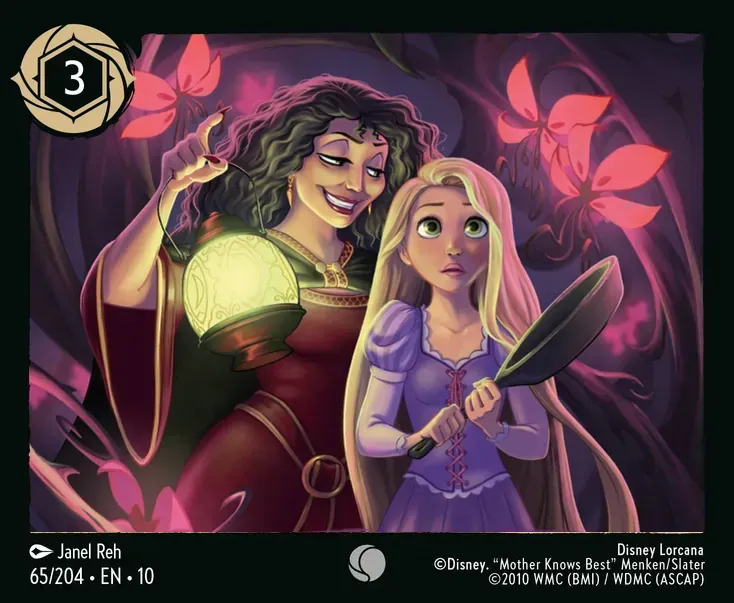 3
Janel Reh
65/204 • EN • 10
Disney Lorcana
©Disney. “Mother Knows Best” Menken/Slater
©2010 WMC (BMI) / WDMC (ASCAP)